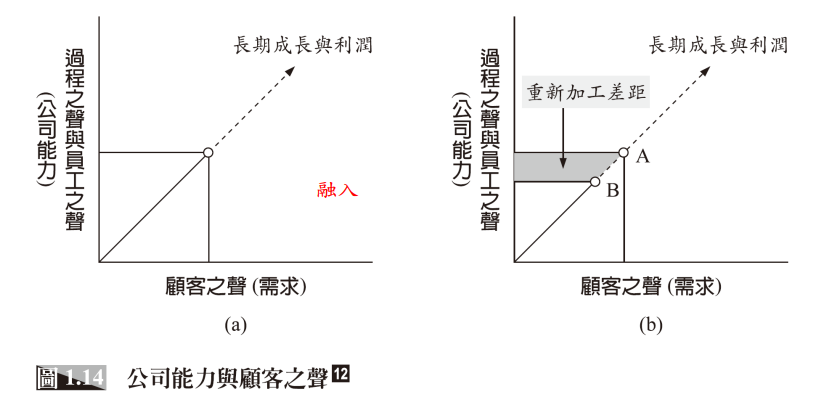 長期成長與利潤
過程之聲與員工之聲
(公司能力)
融入
顧客之聲 (需求)
(a)
長期成長與利潤
重新加工差距
過程之聲與員工之聲
(公司能力)
A
B
顧客之聲 (需求)
(b)
圖 1.14 公司能力與顧客之聲 12